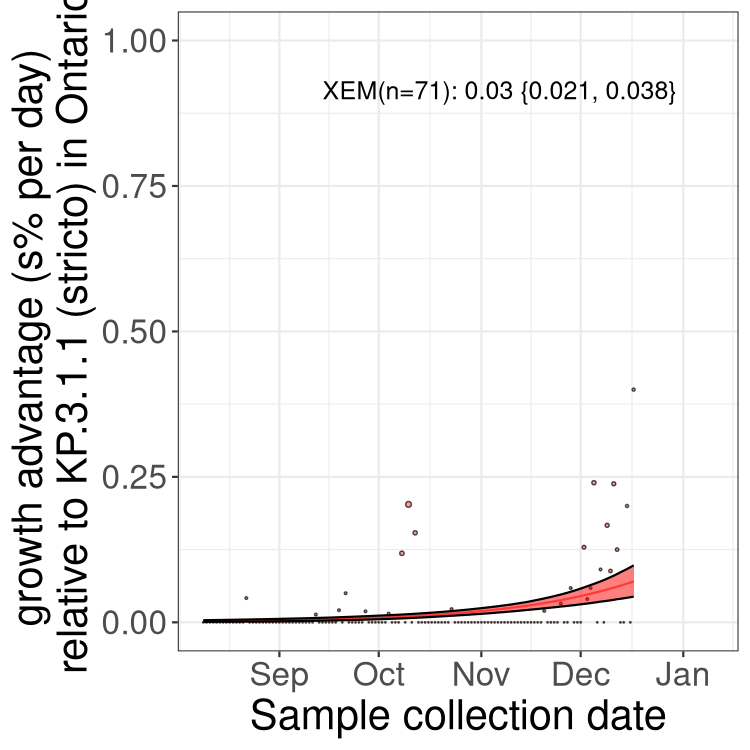 growth advantage (s% per day)
relative to KP.3.1.1 (stricto) in Ontario
1.00
0.75
0.50
0.25
0.00
XEM(n=71): 0.03 {0.021, 0.038}
Sep Oct Nov Dec Jan
Sample collection date